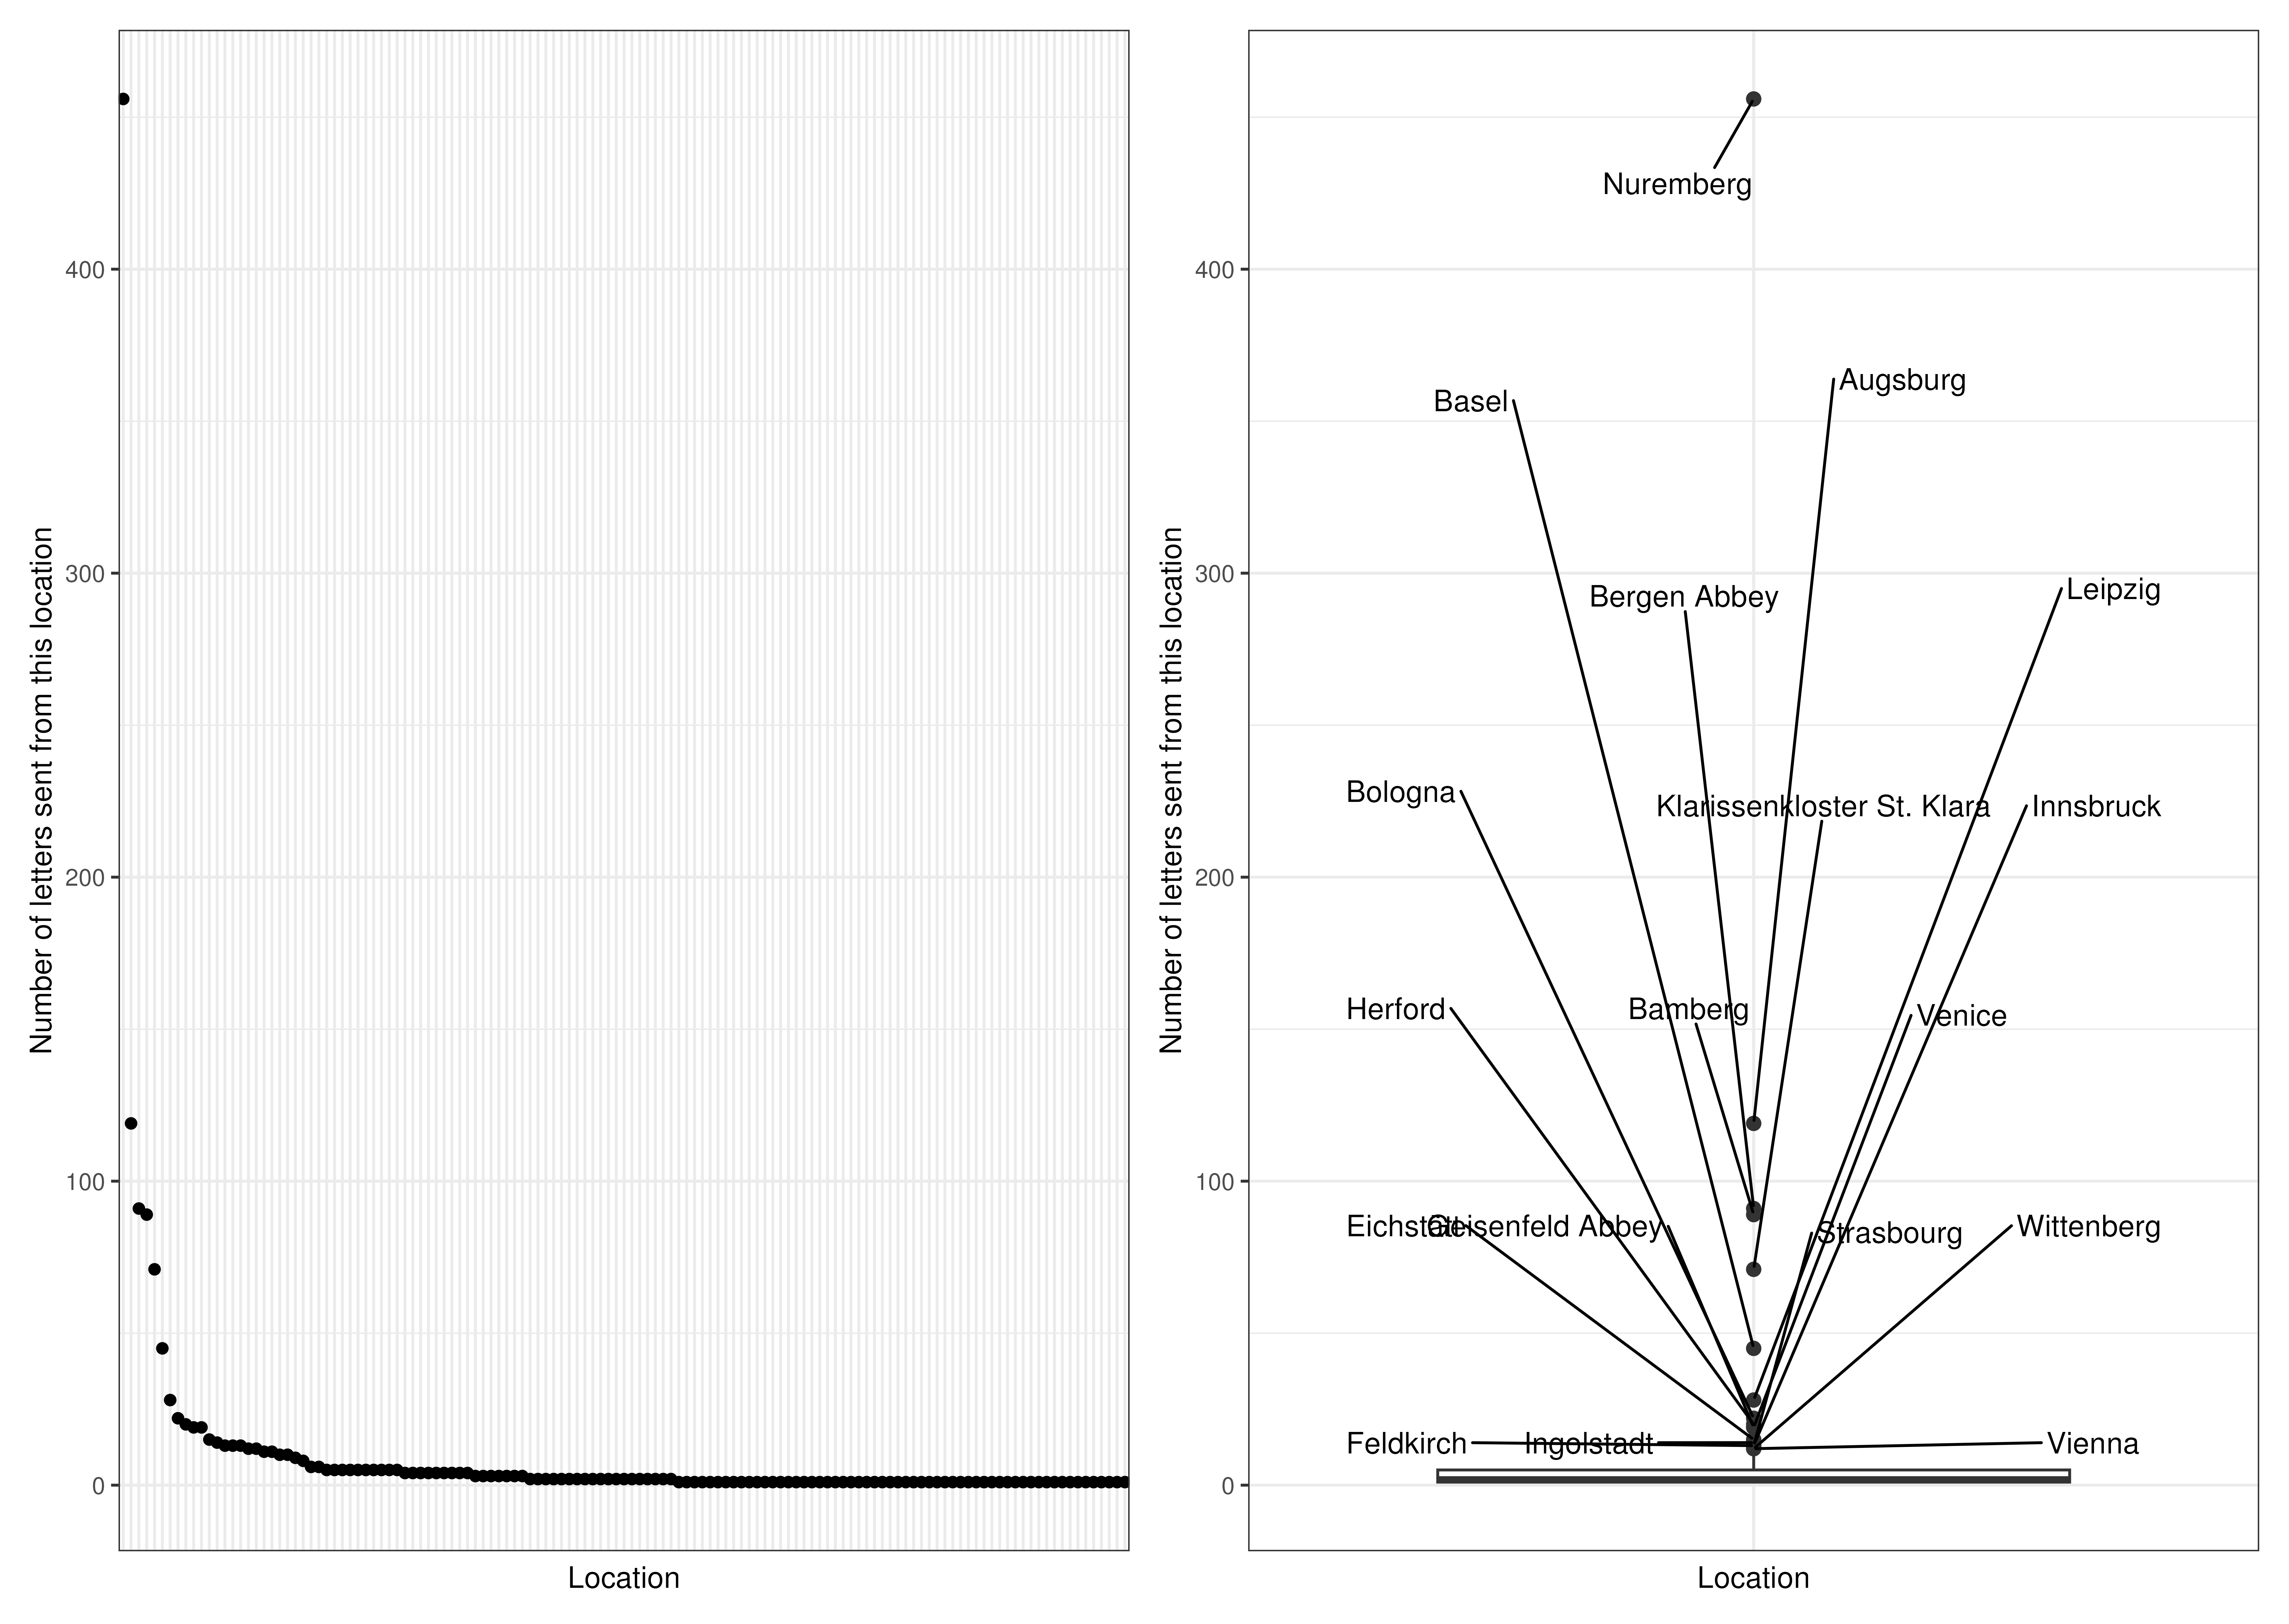 Number of letters sent from this location
400
300
200
100
0
Location
Number of letters sent from this location
400
300
200
100
0
Nuremberg
Augsburg
Basel
Leipzig
Bergen Abbey
Bologna
Klarissenkloster St. Klara
Innsbruck
Herford
Bamberg
Venice
Eichstätt
Geisenfeld Abbey
Strasbourg
Wittenberg
Feldkirch
Ingolstadt
Vienna
Location